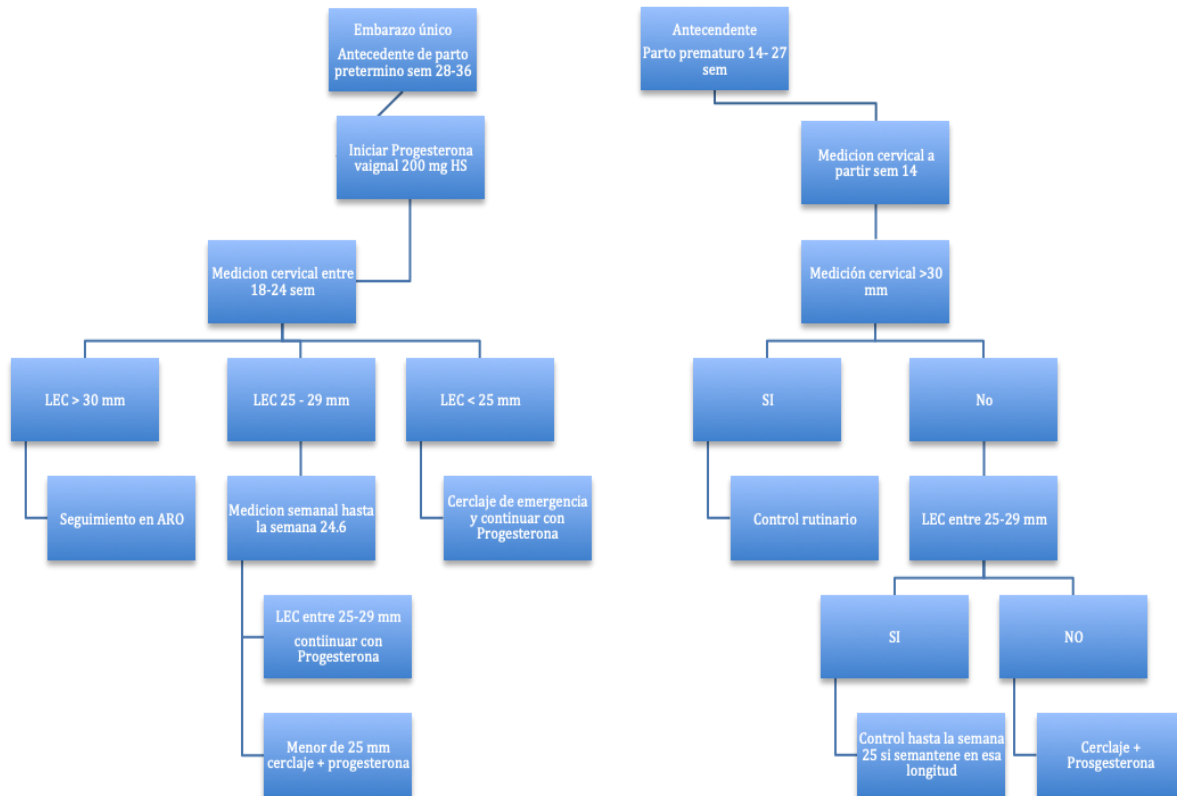 Embarazo único
Antecedente de parto
pretermino sem 28-36
Iniciar Progesterona
vaignal 200 mg HS
Medicion cervical entre
18-24 sem
LEC > 30 mm
LEC 25 - 29 mm
LEC < 25 mm
Seguimiento en ARO
Medicion semanal hasta
la semana 24.6
Cerclaje de emergencia
y continuar con
Progesterona
LEC entre 25-29 mm
contiinuar con
Progesterona
Menor de 25 mm
cerclaje + progesterona
Antecendente
Parto prematuro 14- 27
sem
Medicion cervical a
partir sem 14
Medición cervical >30
mm
SI
No
Control rutinario
LEC entre 25-29 mm
SI
NO
Control hasta la semana
25 si semantene en esa
longitud
Cerclaje +
Prosgesterona